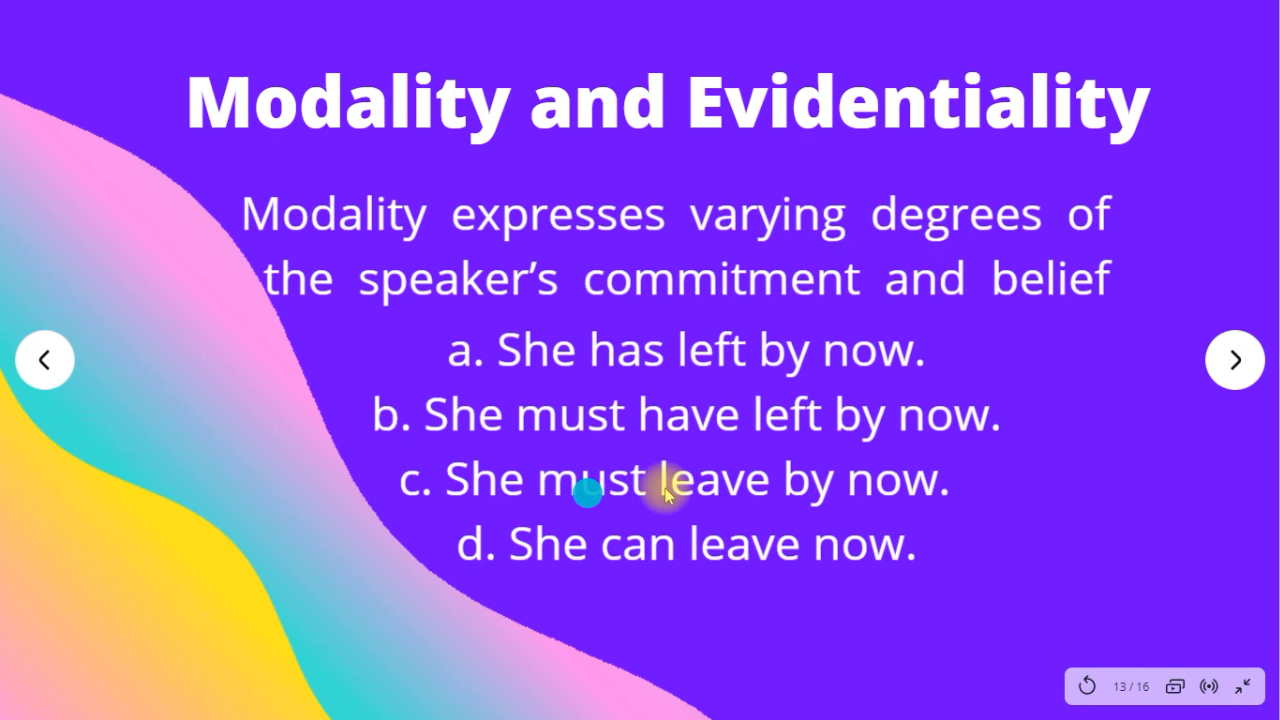 Modality and Evidentiality
Modality expresses varying degrees of
the speaker’s commitment and belief
a. She has left by now.
b. She must have left by now.
c. She must leave by now.
d. She can leave now.
13 / 16